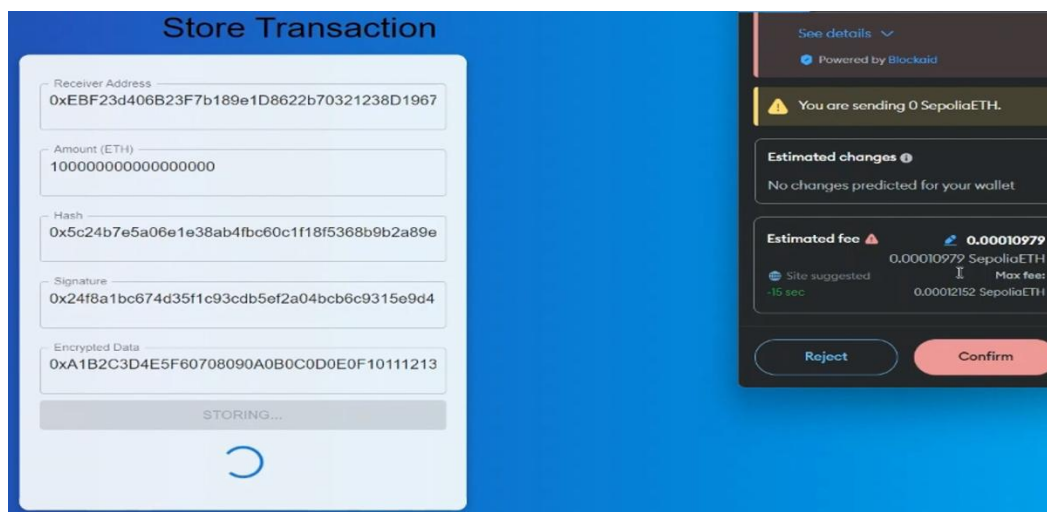 Store Transaction
Receiver Address
0xEBF23d406B23F7b189e1D8622b70321238D1967
Amount (ETH)
100000000000000000
Hash
0x5c24b7e5a06e1e38ab4fbc60c1f18f5368b9b2a89e
Signature
0x24f8a1bc674d35f1c93cdb5ef2a04bcb6c9315e9d4
Encrypted Data
0xA1B2C3D4E5F60708090A0B0C0D0E0F10111213
STORING...
See details
Powered by Blockaid
You are sending 0 SepoliaETH.
Estimated changes
No changes predicted for your wallet
Estimated fee 0.00010979
0.00010979 SepoliaETH
Site suggested Max fee:
~15 sec 0.00012152 SepoliaETH
Reject Confirm